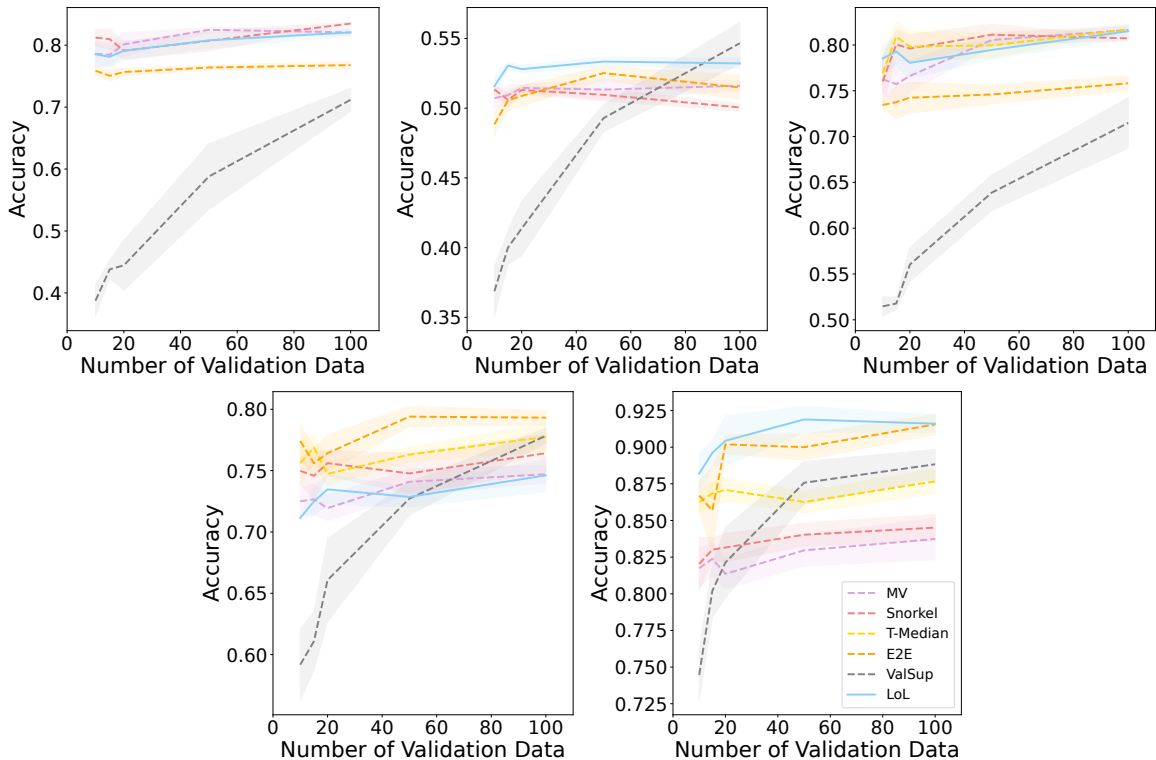 0.8
0.7
0.6
0.5
0.4
Accuracy
0 20 40 60 80 100
Number of Validation Data
0.55
0.50
0.45
0.40
0.35
Accuracy
0 20 40 60 80 100
Number of Validation Data
0.80
0.75
0.70
0.65
0.60
0.55
0.50
Accuracy
0 20 40 60 80 100
Number of Validation Data
0.80
0.75
0.70
0.65
0.60
Accuracy
0 20 40 60 80 100
Number of Validation Data
0.925
0.900
0.875
0.850
0.825
0.800
0.775
0.750
0.725
Accuracy
0 20 40 60 80 100
Number of Validation Data
MV
Snorkel
T-Median
E2E
ValSup
LoL